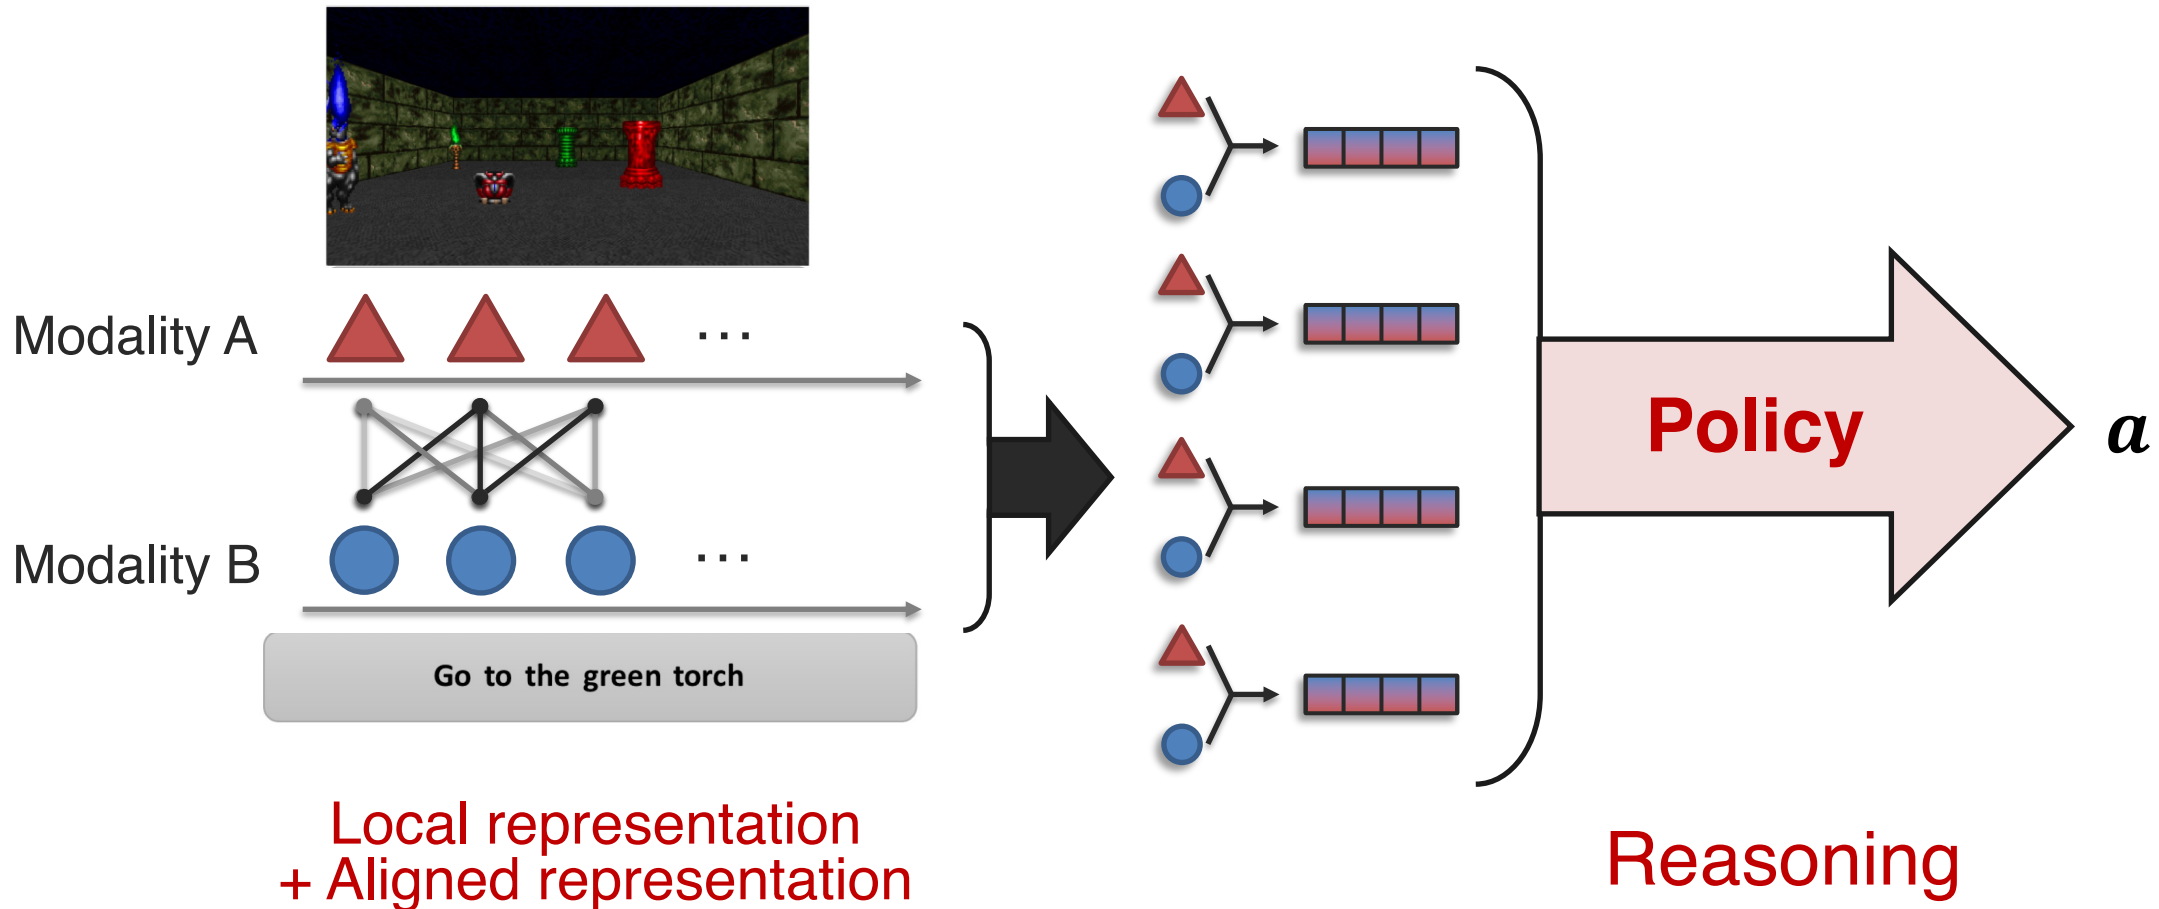 Modality A
...
Modality B
...
Go to the green torch
Local representation
+ Aligned representation
Policy
a
Reasoning